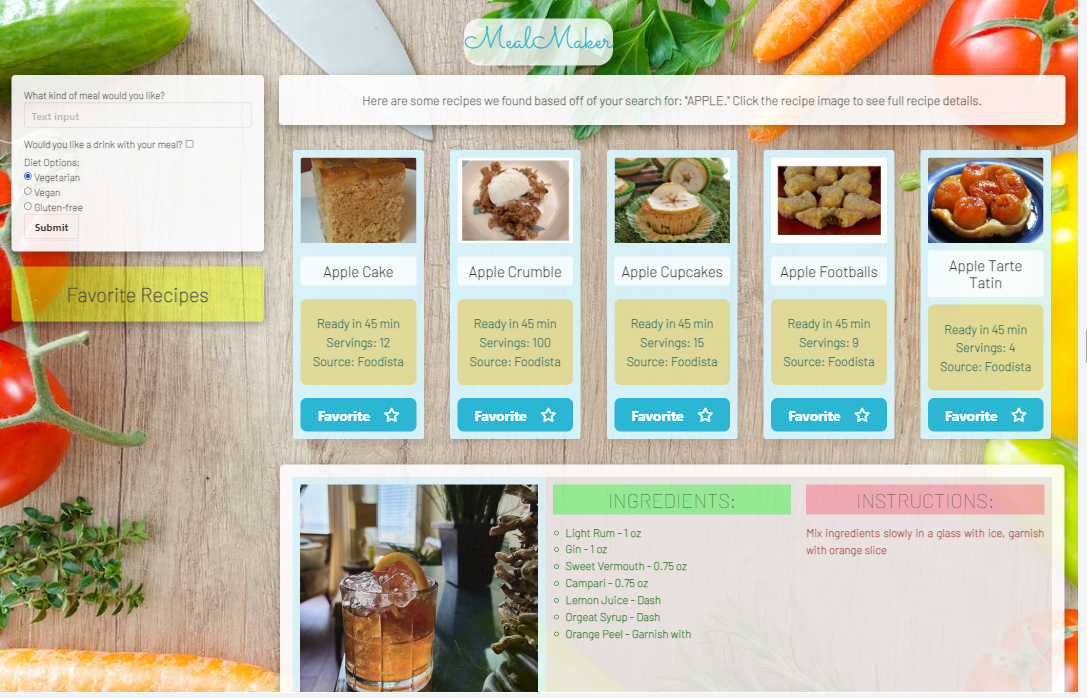 MealMaker
What kind of meal would you like?
Text input
Would you like a drink with your meal?
Diet Options:
Vegetarian
Vegan
Gluten-free
Submit
Favorite Recipes
Here are some recipes we found based off of your search for: "APPLE." Click the recipe image to see full recipe details.
Apple Cake
Ready in 45 min
Servings: 12
Source: Foodista
Favorite
Apple Crumble
Ready in 45 min
Servings: 100
Source: Foodista
Favorite
Apple Cupcakes
Ready in 45 min
Servings: 15
Source: Foodista
Favorite
Apple Footballs
Ready in 45 min
Servings: 9
Source: Foodista
Favorite
Apple Tarte
Tatin
Ready in 45 min
Servings: 4
Source: Foodista
Favorite
INGREDIENTS:
Light Rum - 1 oz
Gin - 1 oz
Sweet Vermouth - 0.75 oz
Campari - 0.75 oz
Lemon Juice - Dash
Orgeat Syrup - Dash
Orange Peel - Garnish with
INSTRUCTIONS:
Mix ingredients slowly in a glass with ice, garnish
with orange slice